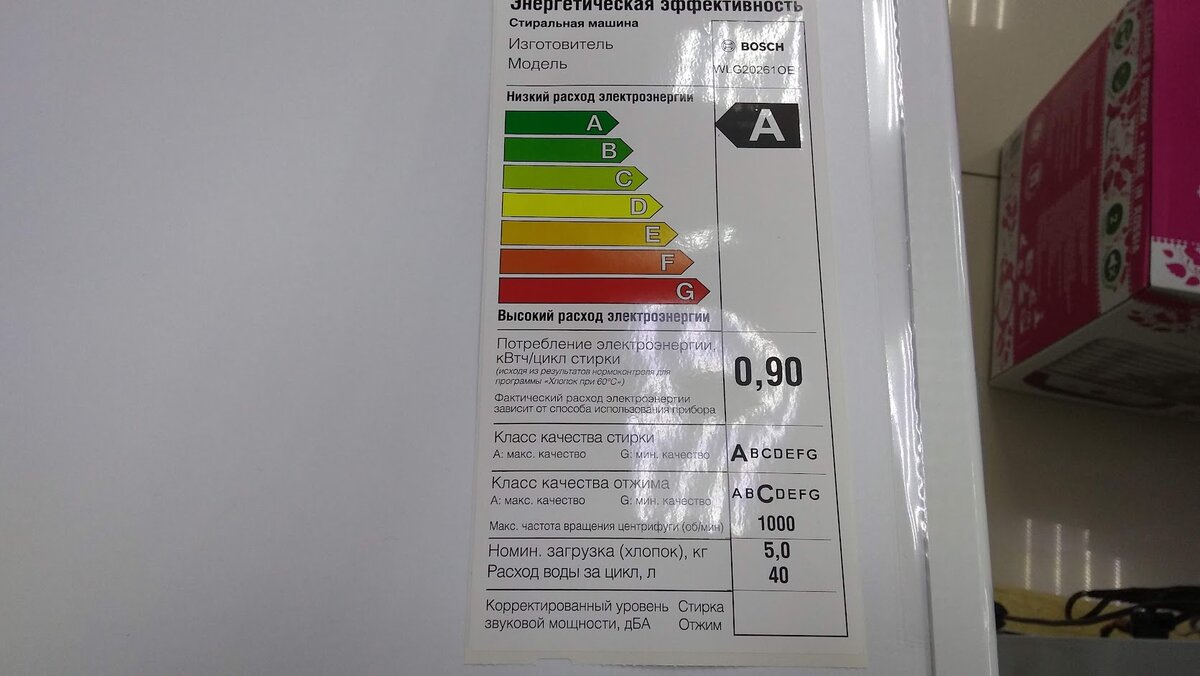 Энергетическая эффективность
Стиральная машина
Изготовитель BOSCH
Модель WLG20261OE
Низкий расход электроэнергии
A A
B
C
D
E
F
G
Высокий расход электроэнергии
Потребление электроэнергии,
кВтч/цикл стирки 0,90
(исходя из результатов нормоконтроля для
программы «Хлопок при 60°С»)
Фактический расход электроэнергии
зависит от способа использования прибора
Класс качества стирки
A: макс. качество G: мин. качество ABCDEFG
Класс качества отжима
A: макс. качество G: мин. качество ABCDEFG
Макс. частота вращения центрифуги (об/мин) 1000
Номин. загрузка (хлопок), кг 5,0
Расход воды за цикл, л 40
Корректированный уровень Стирка
звуковой мощности, дБА Отжим